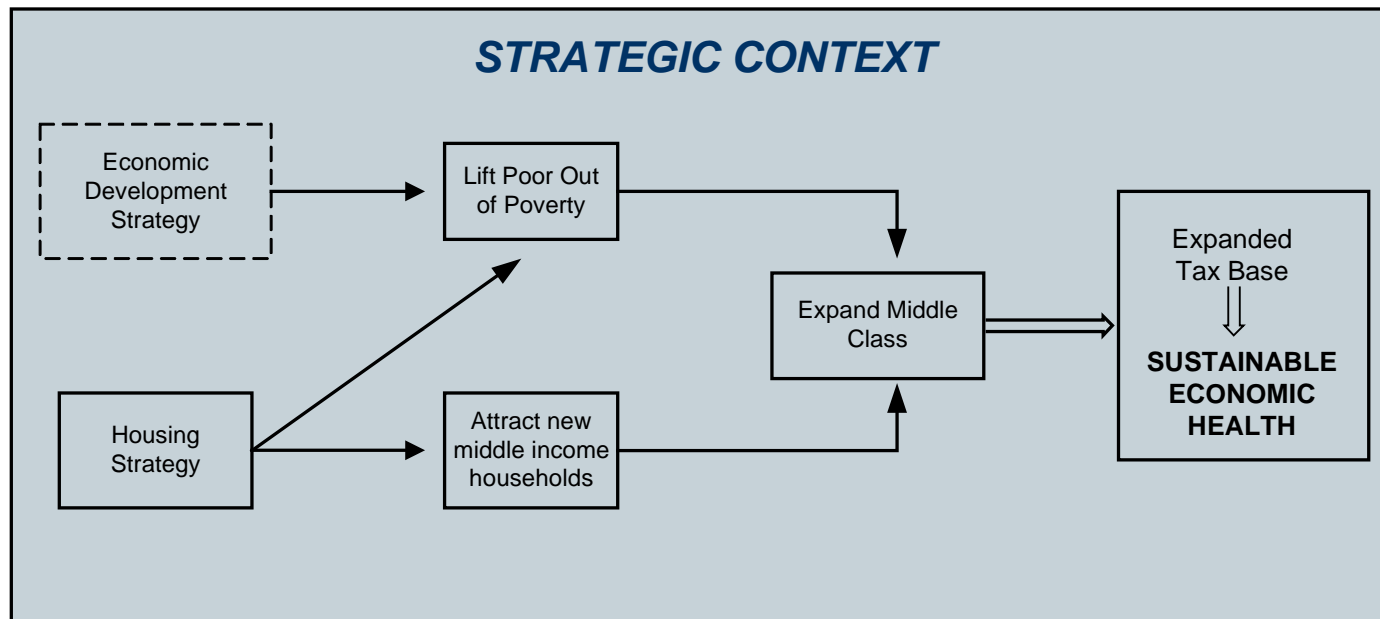 STRATEGIC CONTEXT
Economic
Development
Strategy
Lift Poor Out
of Poverty
Expanded
Tax Base
SUSTAINABLE
ECONOMIC
HEALTH
Expand Middle
Class
Housing
Strategy
Attract new
middle income
households